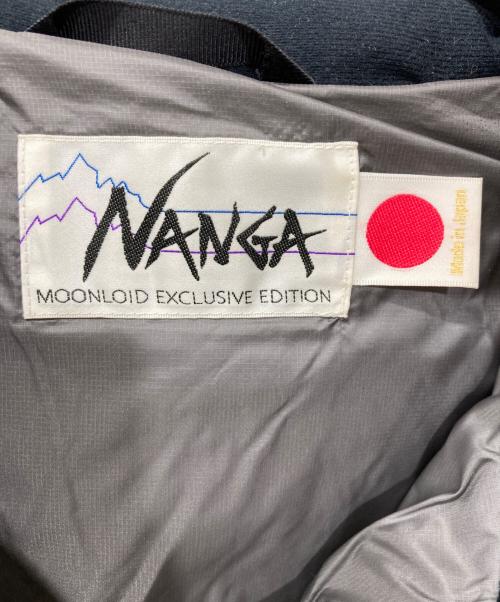 NANGA
MOONLOID EXCLUSIVE EDITION
Made in Japan